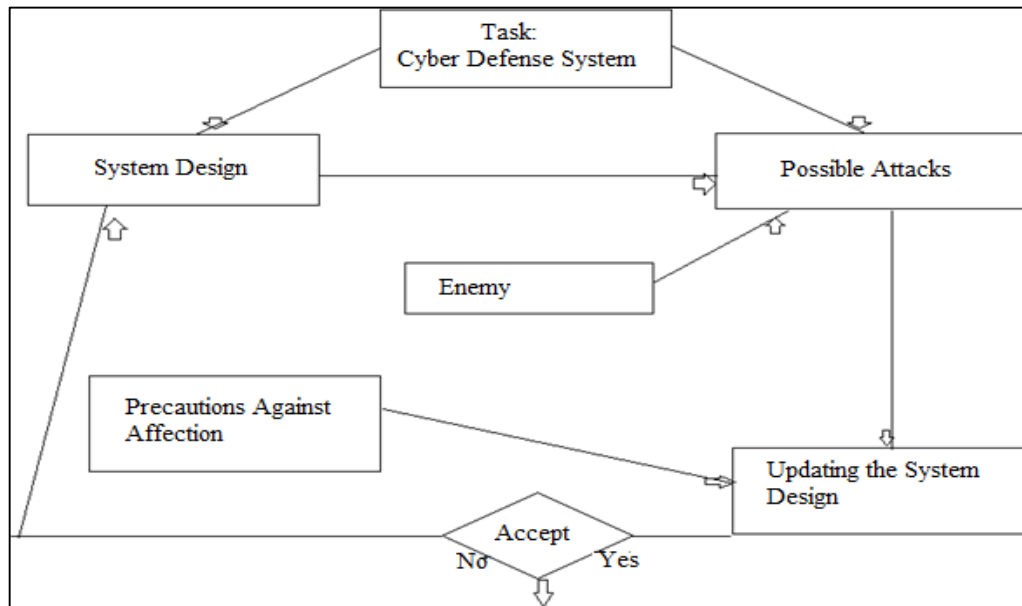 Task:
Cyber Defense System
System Design
Possible Attacks
Enemy
Precautions Against
Affection
Updating the System
Design
Accept
No
Yes